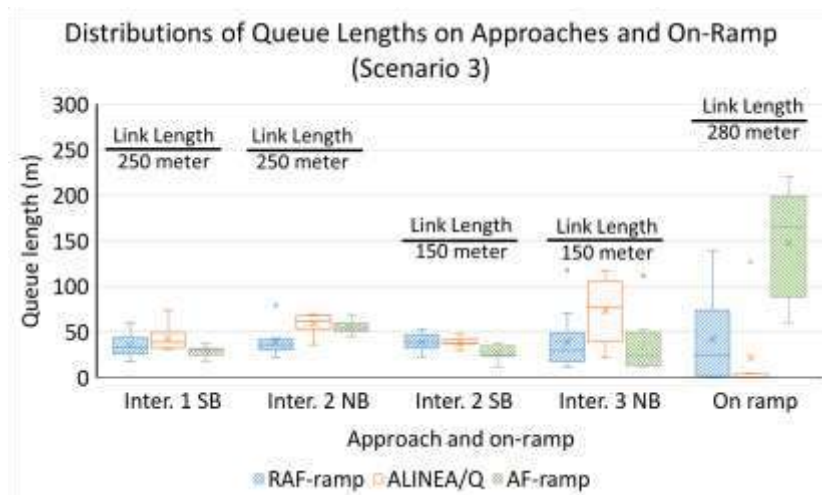 Distributions of Queue Lengths on Approaches and On-Ramp
(Scenario 3)
Queue length (m)
300
250
200
150
100
50
0
Link Length
250 meter
Link Length
250 meter
Link Length
150 meter
Link Length
150 meter
Link Length
280 meter
Inter. 1 SB
Inter. 2 NB
Inter. 2 SB
Inter. 3 NB
On ramp
Approach and on-ramp
RAF-ramp
ALINEA/Q
AF-ramp